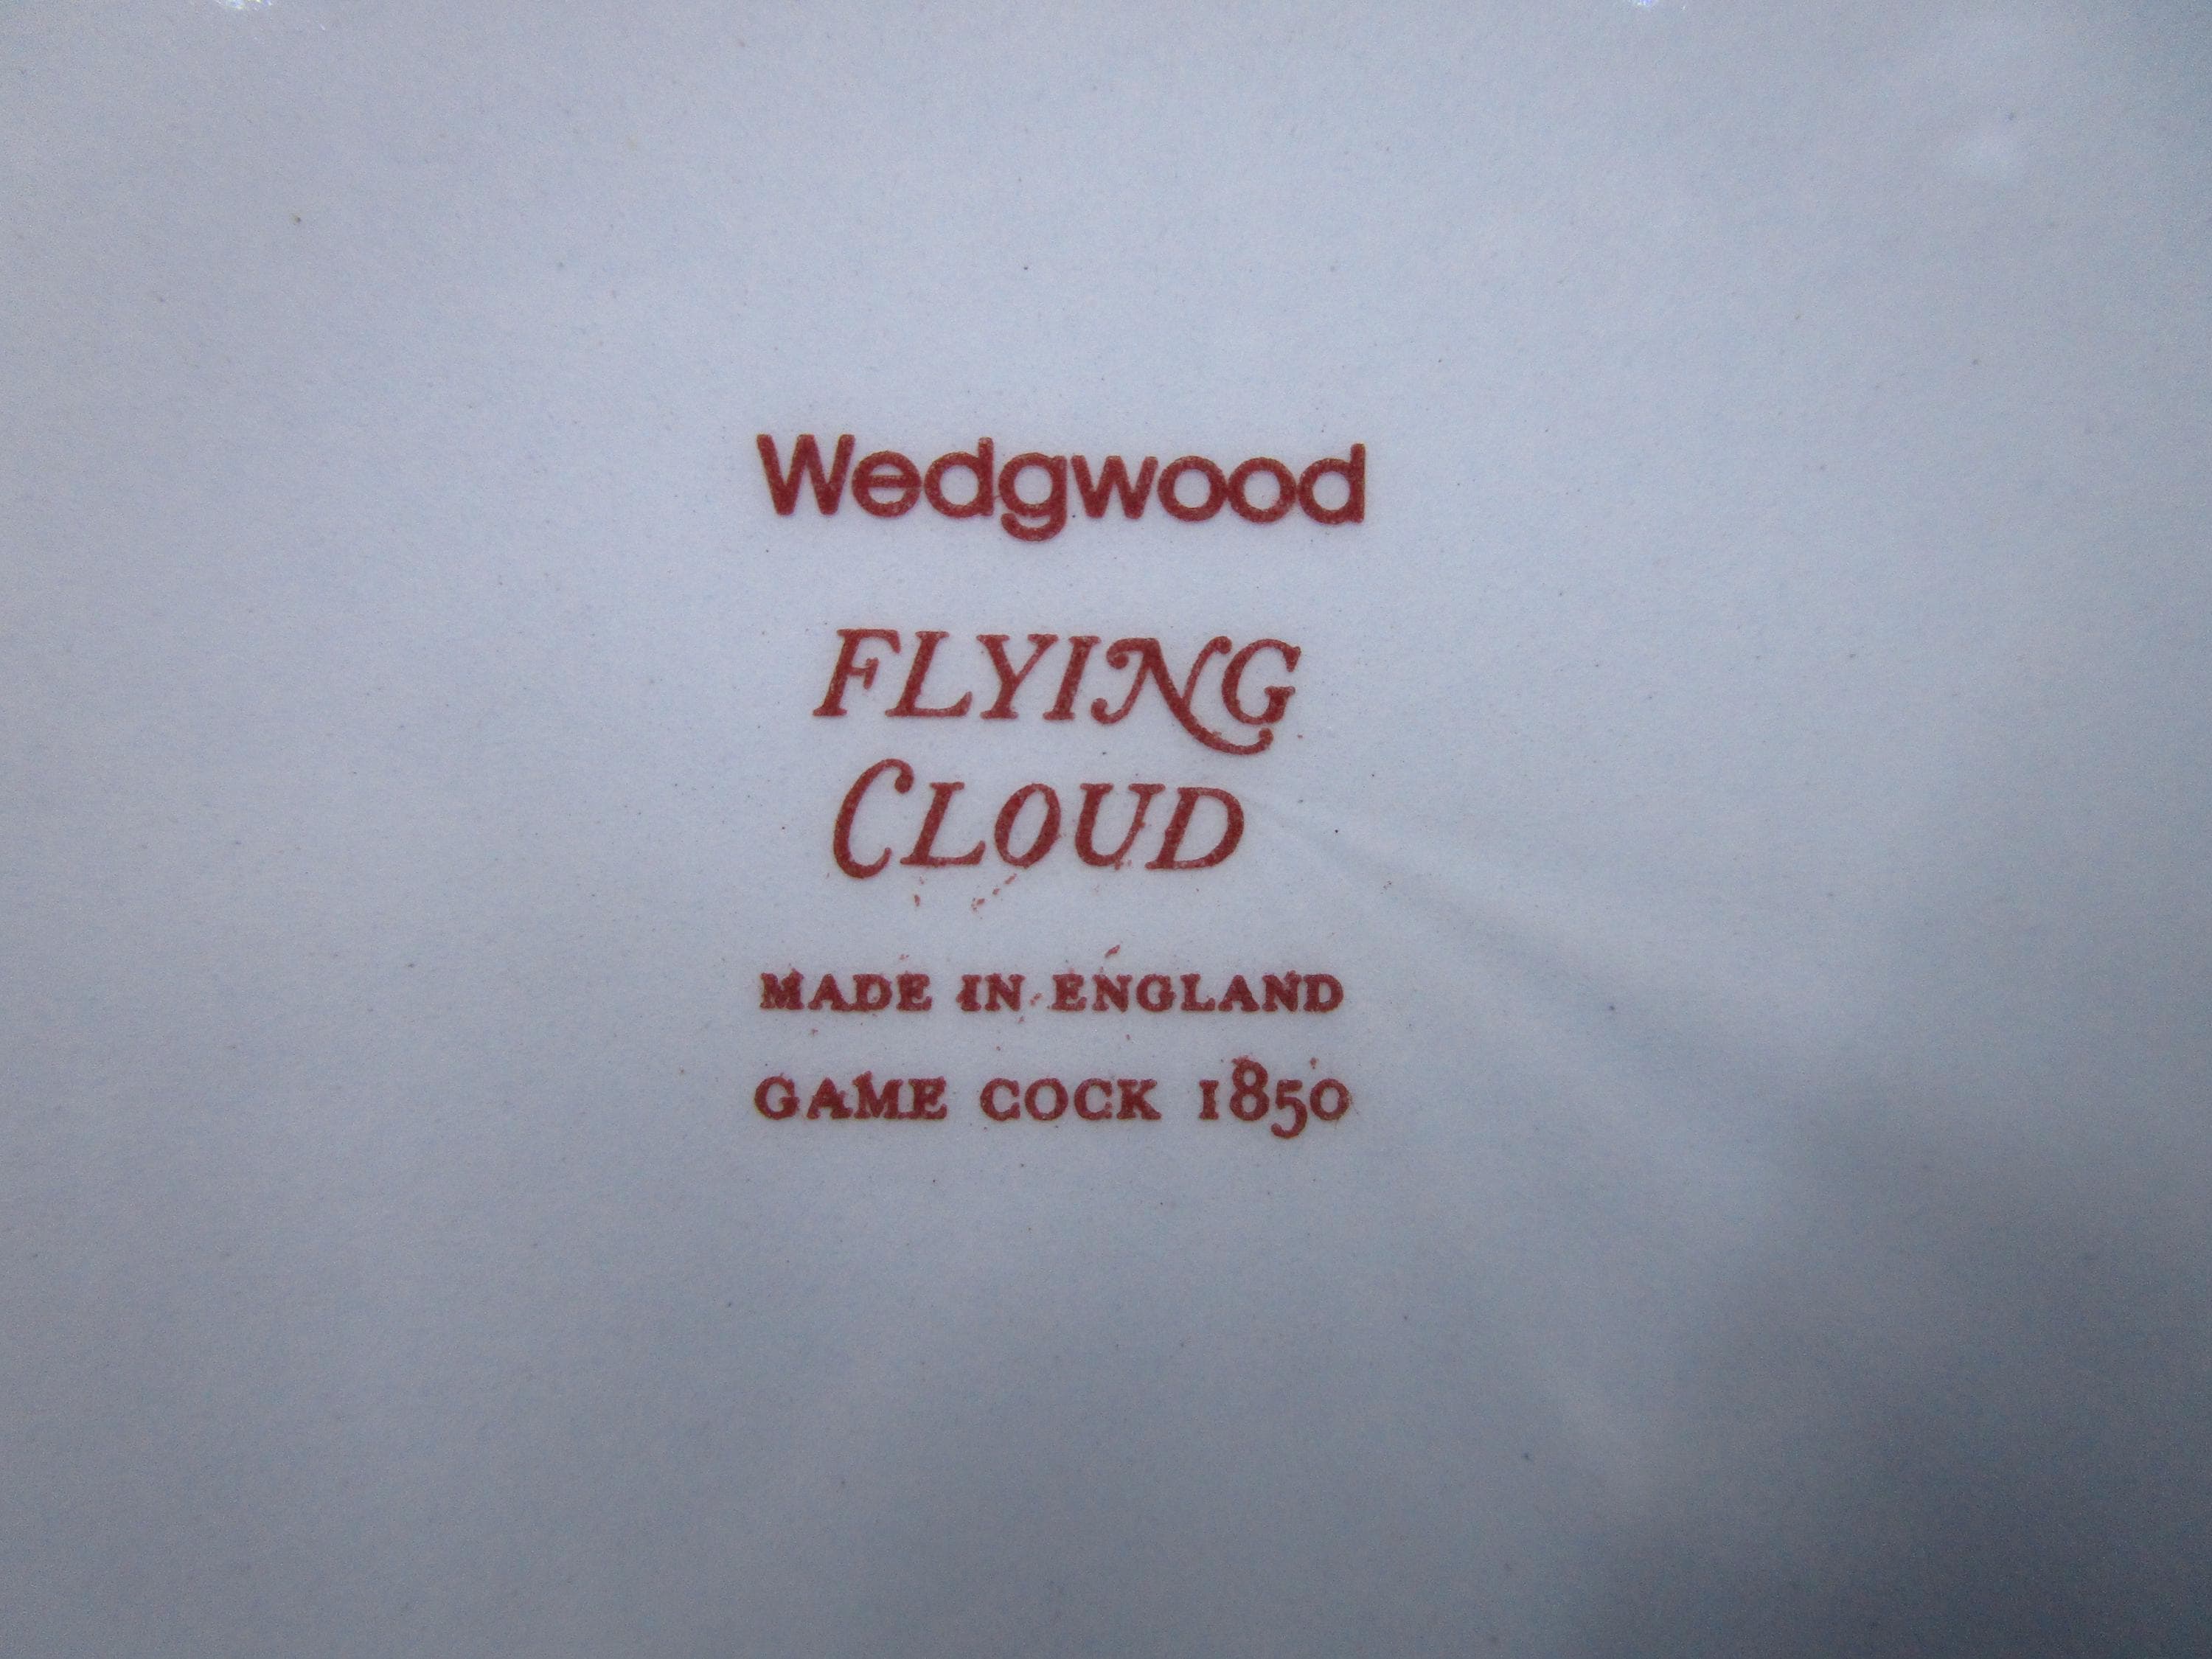 Wedgwood
FLYING
CLOUD
MADE IN ENGLAND
GAME COCK 1850